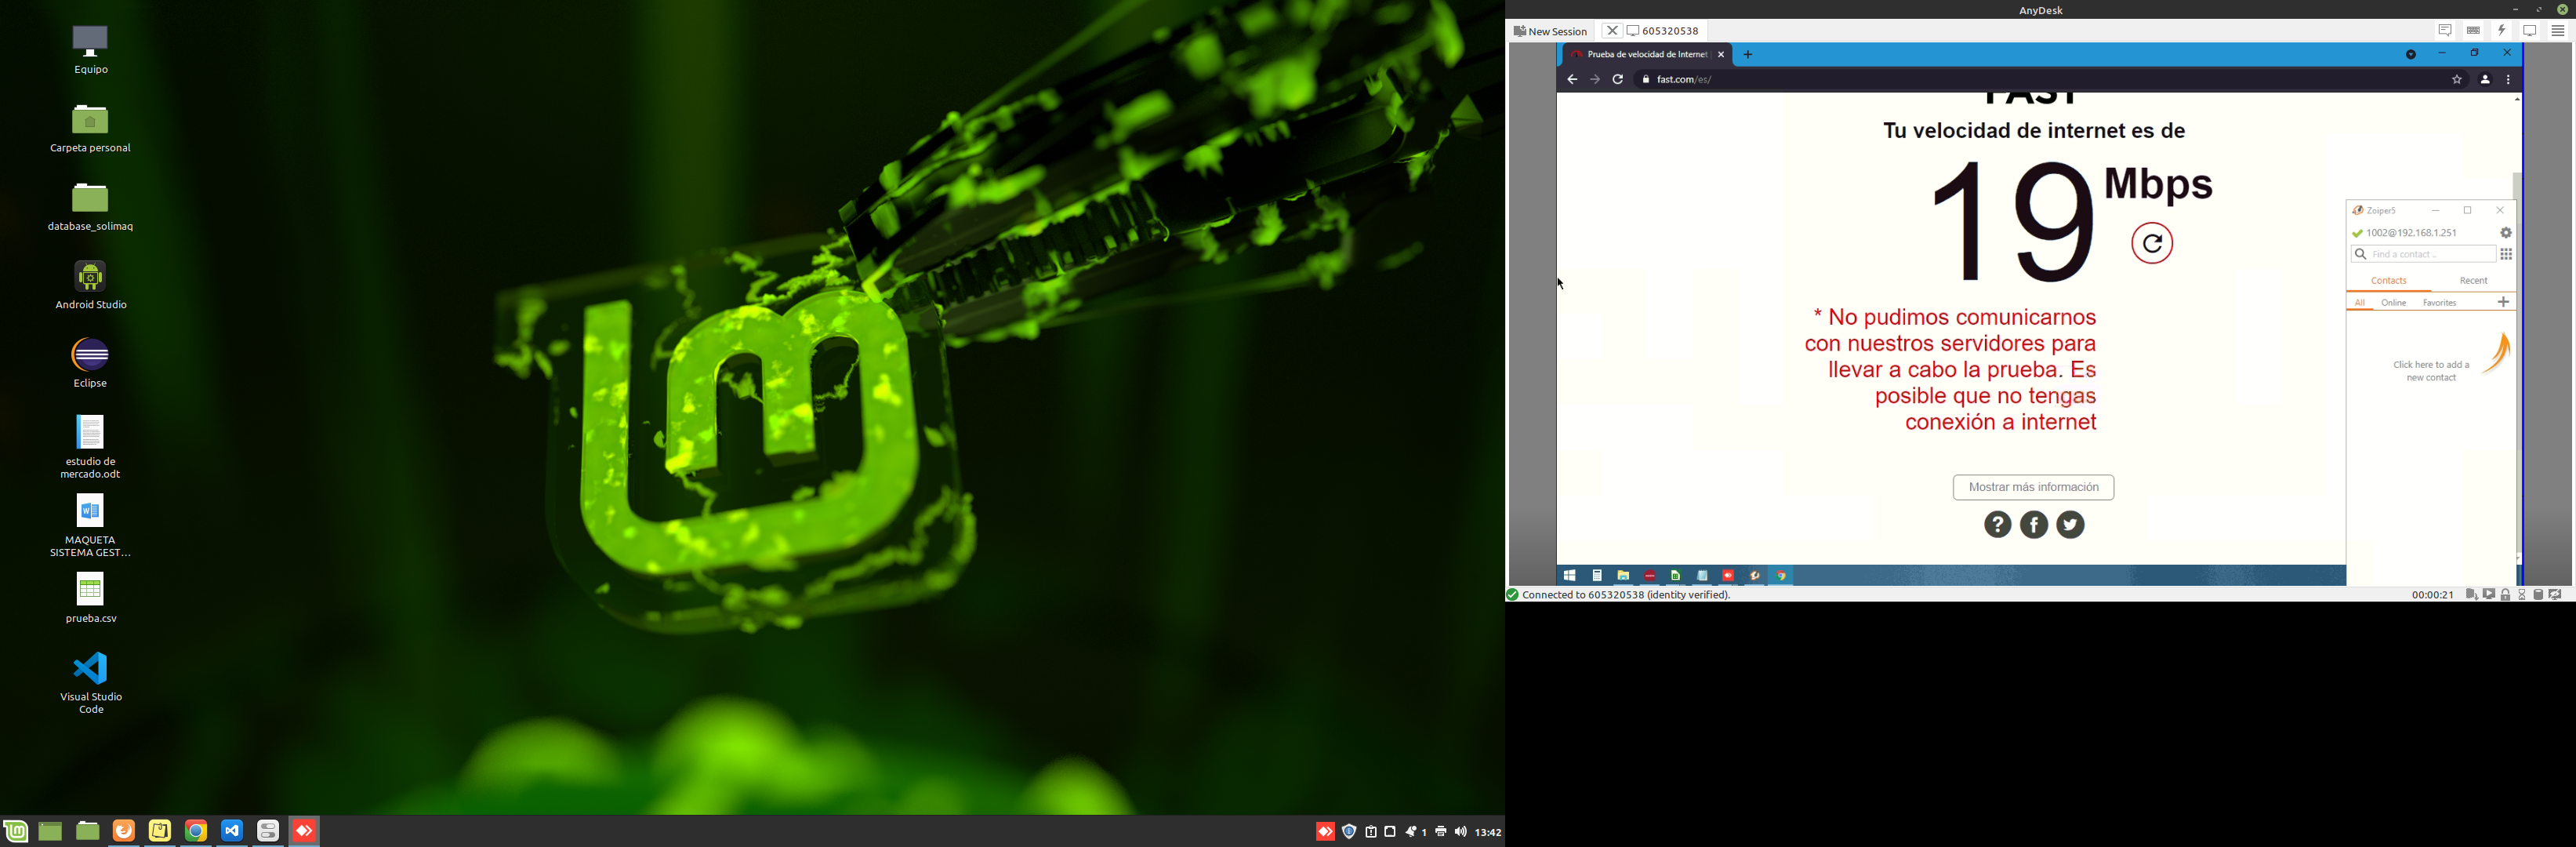 Equipo
Carpeta personal
database_solimaq
Android Studio
Eclipse
estudio de
mercado.odt
MAQUETA
SISTEMA GEST...
prueba.csv
Visual Studio
Code
1
13:42
AnyDesk
New Session
605320538
Prueba de velocidad de Internet
fast.com/es/
FAST
Tu velocidad de internet es de
19 Mbps
* No pudimos comunicarnos
con nuestros servidores para
llevar a cabo la prueba. Es
posible que no tengas
conexión a internet
Mostrar más información
Zoiper5
1002@192.168.1.251
Find a contact ..
Contacts
Recent
All
Online
Favorites
Click here to add a
new contact
Connected to 605320538 (identity verified).
00:00:21